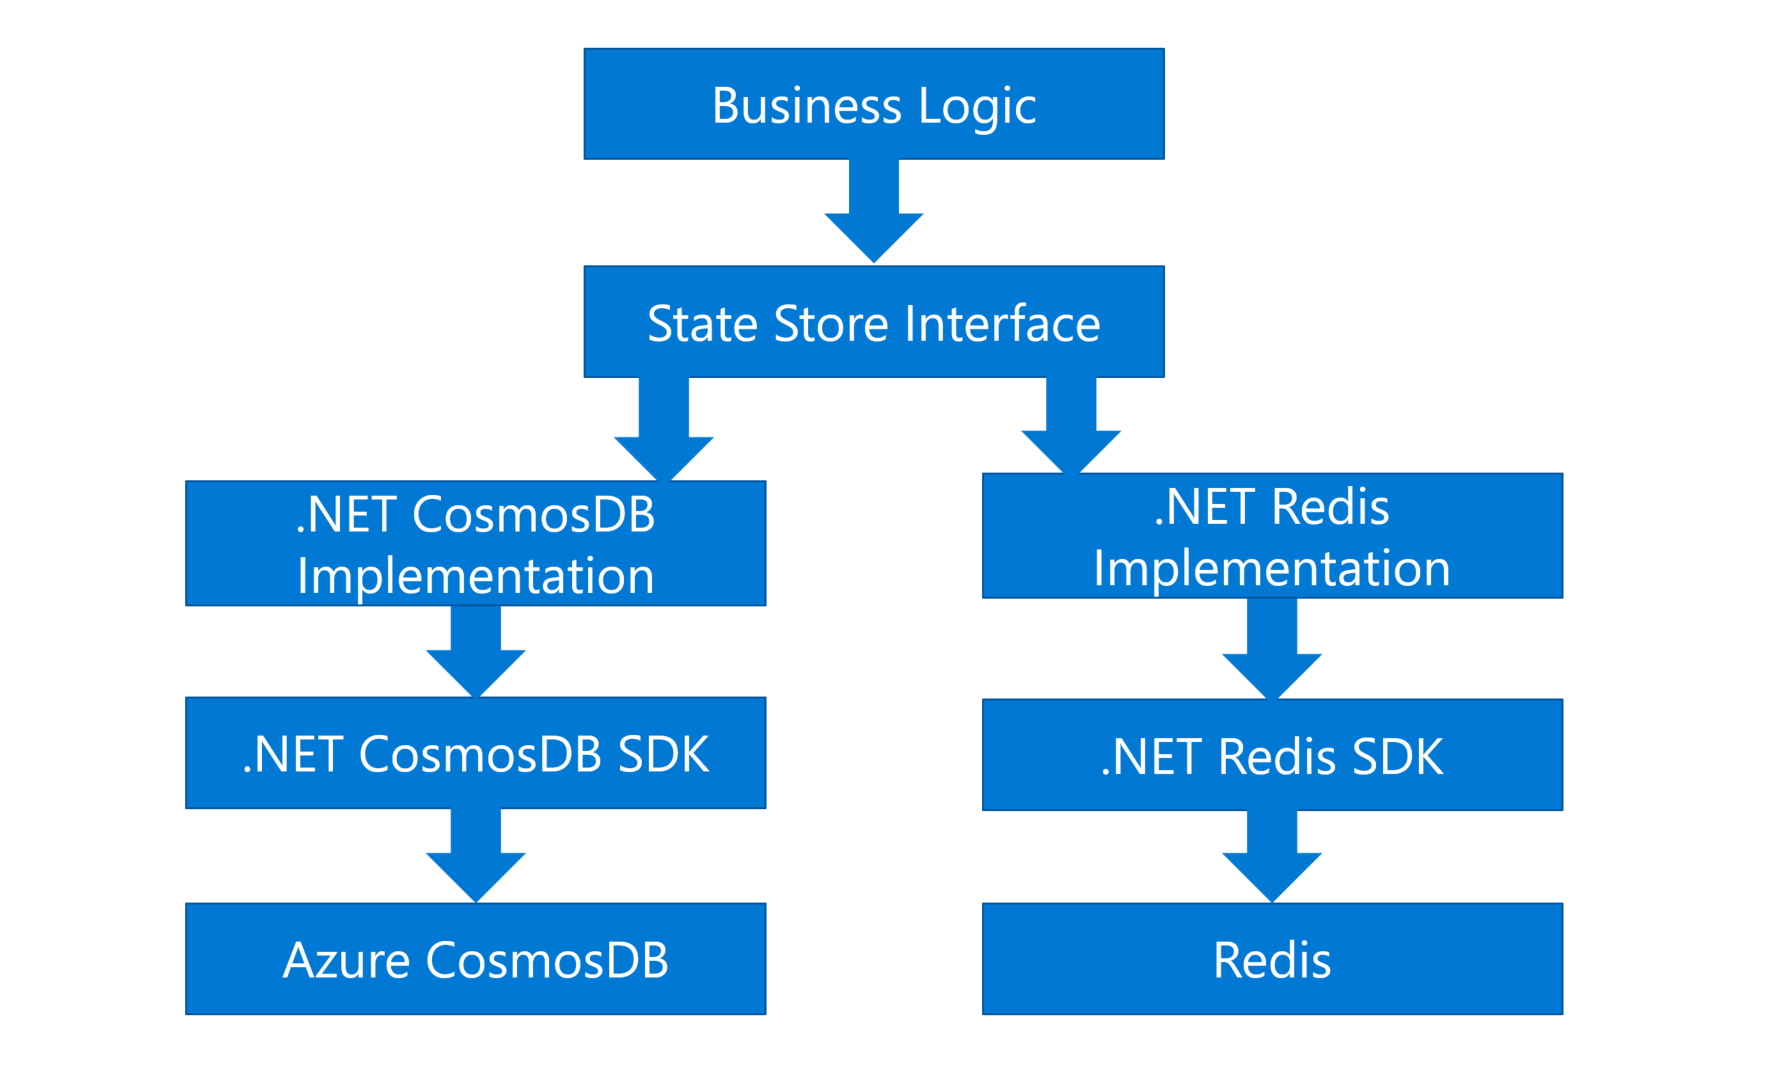 Business Logic
State Store Interface
.NET CosmosDB
Implementation
.NET Redis
Implementation
.NET CosmosDB SDK
.NET Redis SDK
Azure CosmosDB
Redis